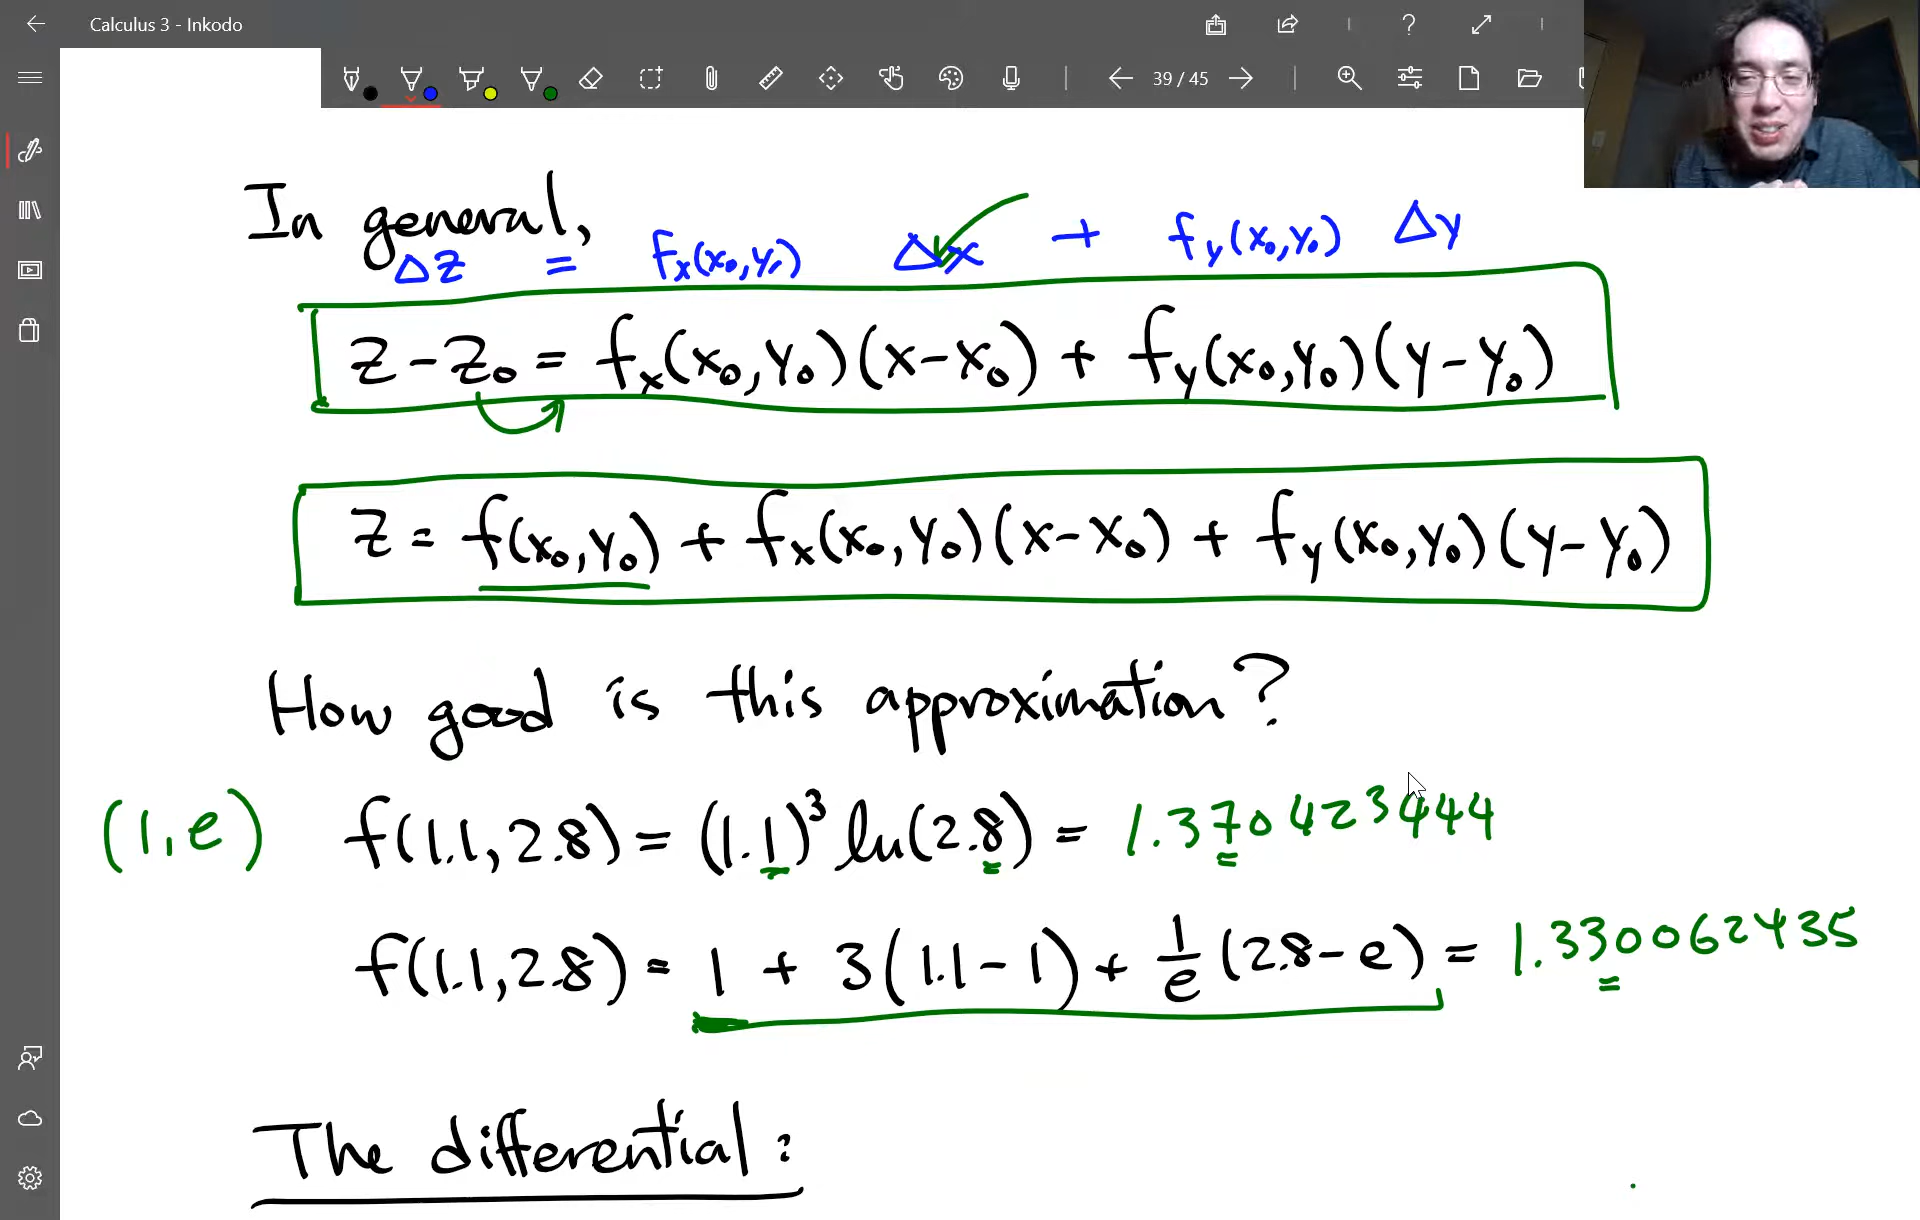 Calculus 3 - Inkodo
39 / 45
In general,
Δz = fₓ(x₀,y₀) Δx + f_y(x₀,y₀) Δy
z − z₀ = fₓ(x₀,y₀)(x−x₀) + f_y(x₀,y₀)(y−y₀)
z = f(x₀,y₀) + fₓ(x₀,y₀)(x−x₀) + f_y(x₀,y₀)(y−y₀)
How good is this approximation?
(1,e) f(1.1,2.8) = (1.1)³ ln(2.8) = 1.370423444
f(1.1,2.8) = 1 + 3(1.1−1) + 1/e (2.8−e) = 1.330062435
The differential: